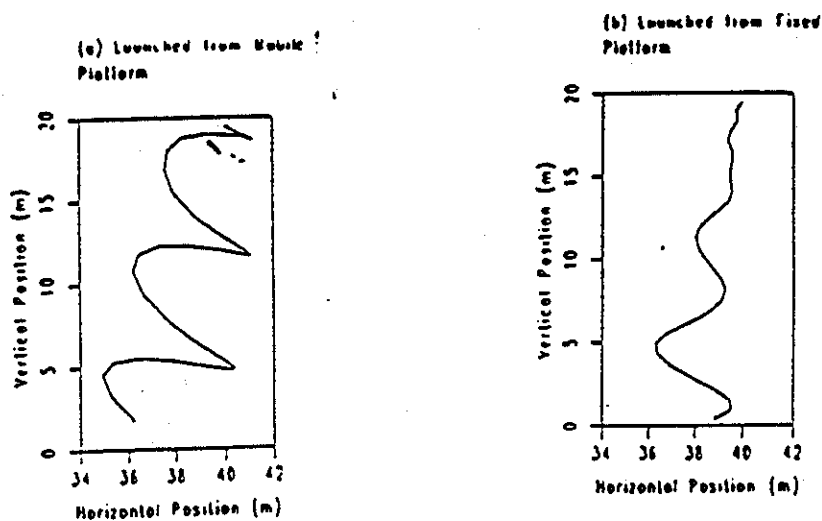 (a) Launched from Mobile
Platform
(b) Launched from Fixed
Platform
Vertical Position (m)
20
15
10
5
0
34 36 38 40 42
Horizontal Position (m)
Vertical Position (m)
20
15
10
5
0
34 36 38 40 42
Horizontal Position (m)